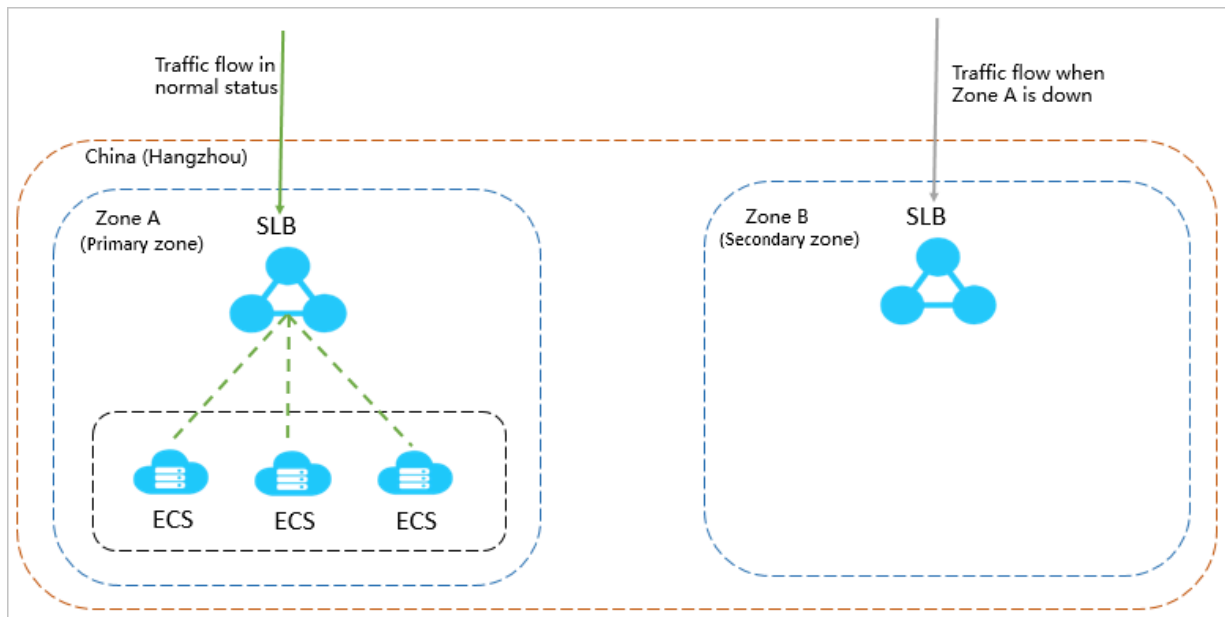 Traffic flow in
normal status
Traffic flow when
Zone A is down
China (Hangzhou)
Zone A
(Primary zone)
SLB
Zone B
(Secondary zone)
SLB
ECS
ECS
ECS